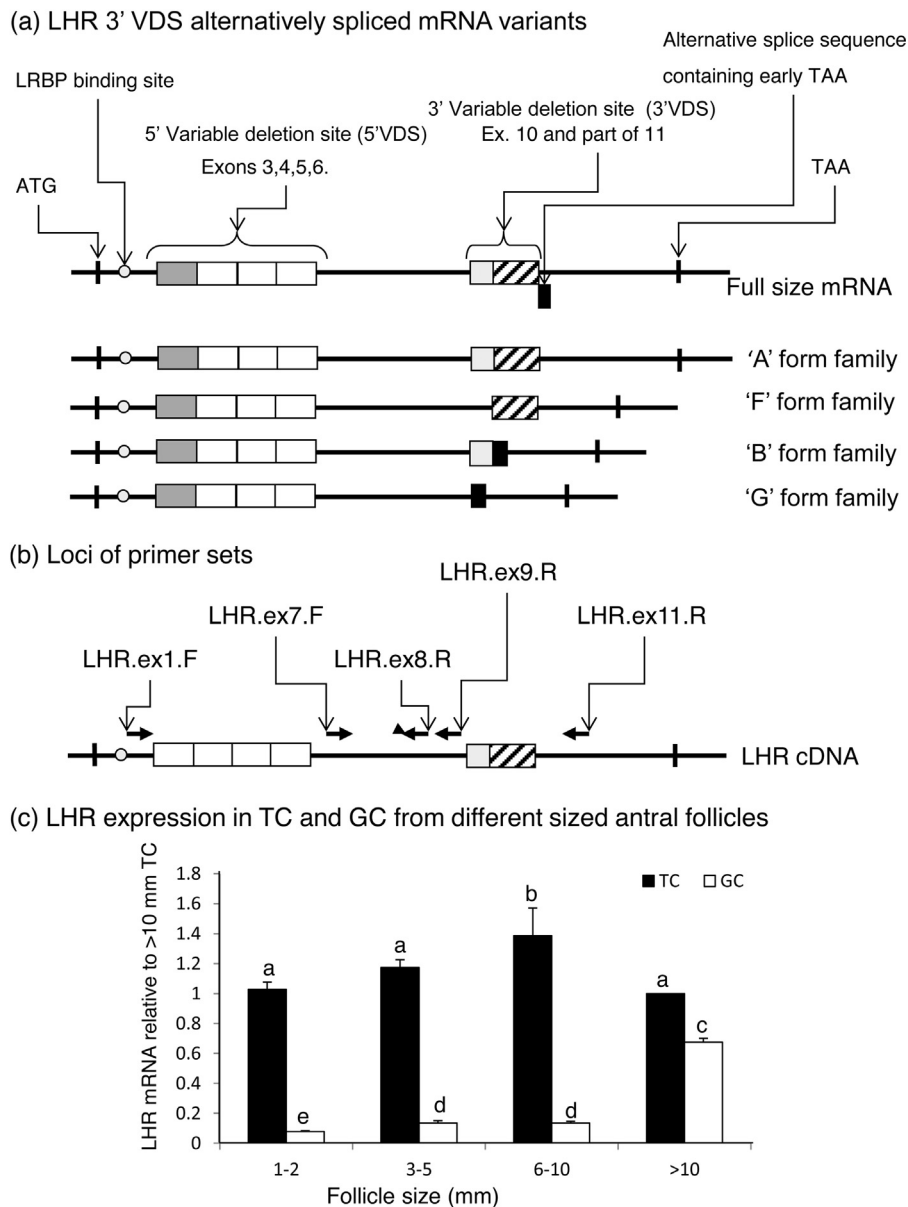 (a) LHR 3’ VDS alternatively spliced mRNA variants
Alternative splice sequence
containing early TAA
LRBP binding site
3’ Variable deletion site (3’VDS)
Ex. 10 and part of 11
5’ Variable deletion site (5’VDS)
Exons 3,4,5,6.
ATG
TAA
Full size mRNA
‘A’ form family
‘F’ form family
‘B’ form family
‘G’ form family
(b) Loci of primer sets
LHR.ex9.R
LHR.ex7.F
LHR.ex11.R
LHR.ex1.F
LHR.ex8.R
LHR cDNA
(c) LHR expression in TC and GC from different sized antral follicles
LHR mRNA relative to >10 mm TC
1.8
1.6
1.4
1.2
1
0.8
0.6
0.4
0.2
0
TC
GC
a
e
a
d
b
d
a
c
1-2
3-5
6-10
>10
Follicle size (mm)